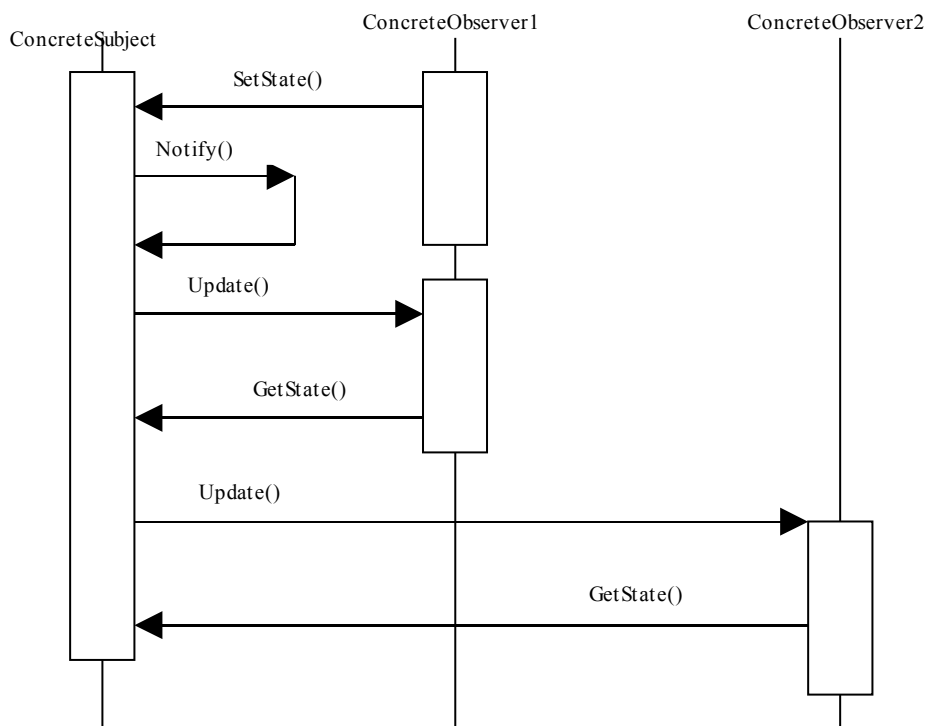 ConcreteObserver1
ConcreteObserver2
ConcreteSubject
SetState()
Notify()
Update()
GetState()
Update()
GetState()